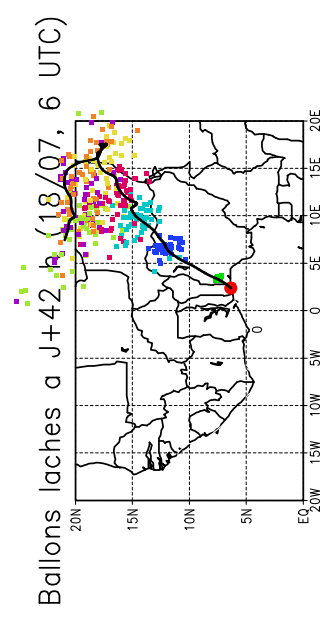 Ballons laches a J+42 h (18/07, 6 UTC)
20N
15N
10N
5N
EQ
20W
15W
10W
5W
0
5E
10E
15E
20E
0